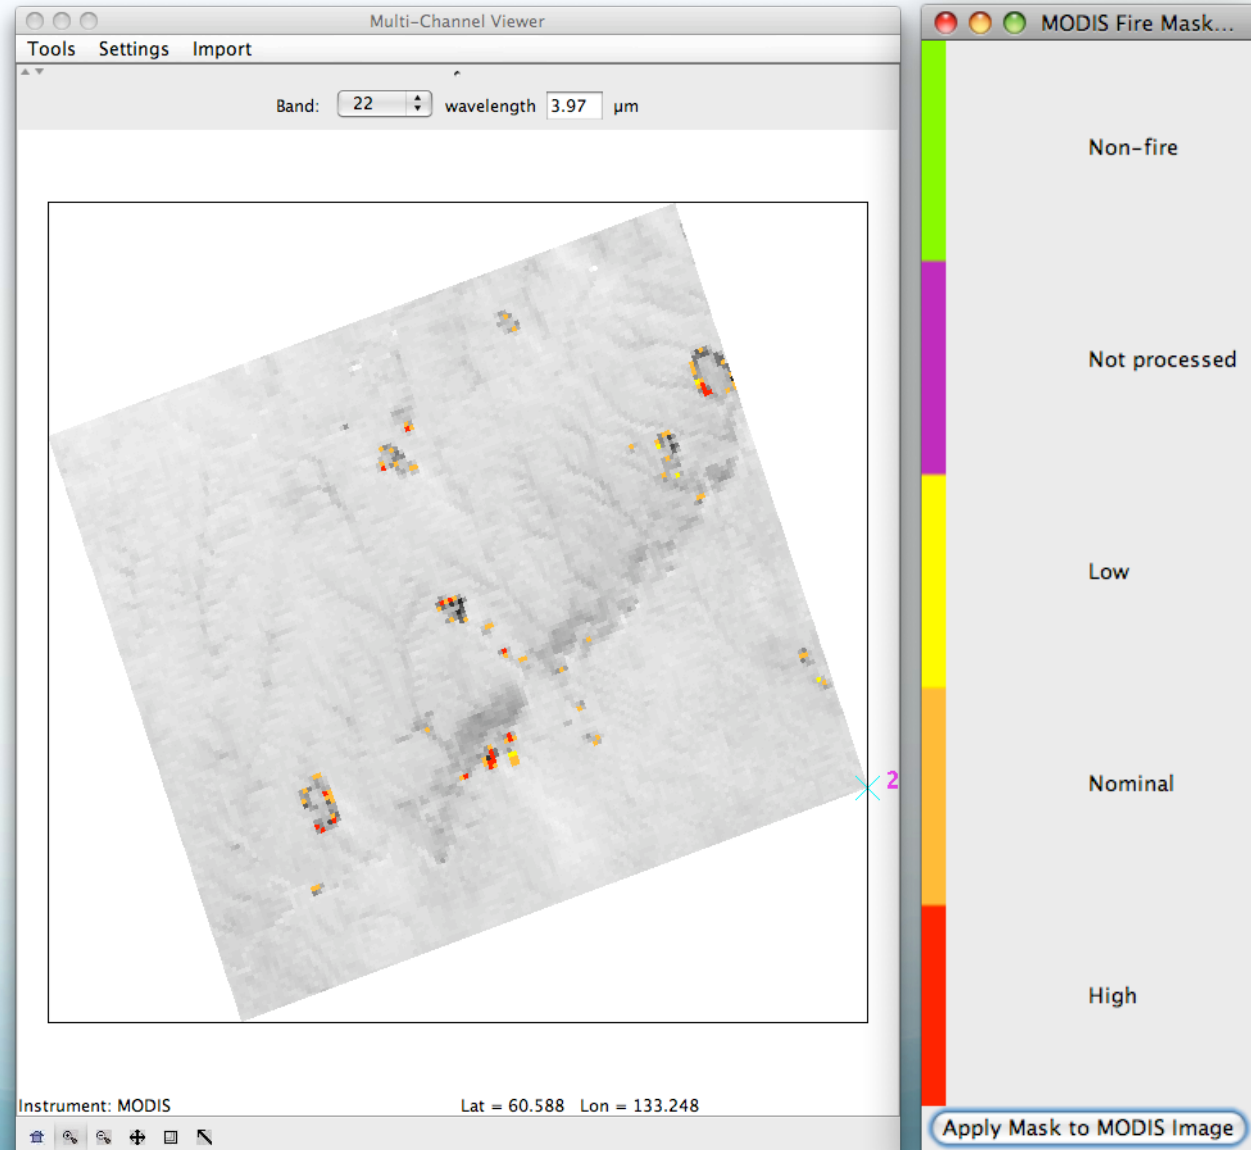 Multi-Channel Viewer
Tools Settings Import
Band: 22 wavelength 3.97 µm
2
Instrument: MODIS Lat = 60.588 Lon = 133.248
MODIS Fire Mask...
Non-fire
Not processed
Low
Nominal
High
Apply Mask to MODIS Image